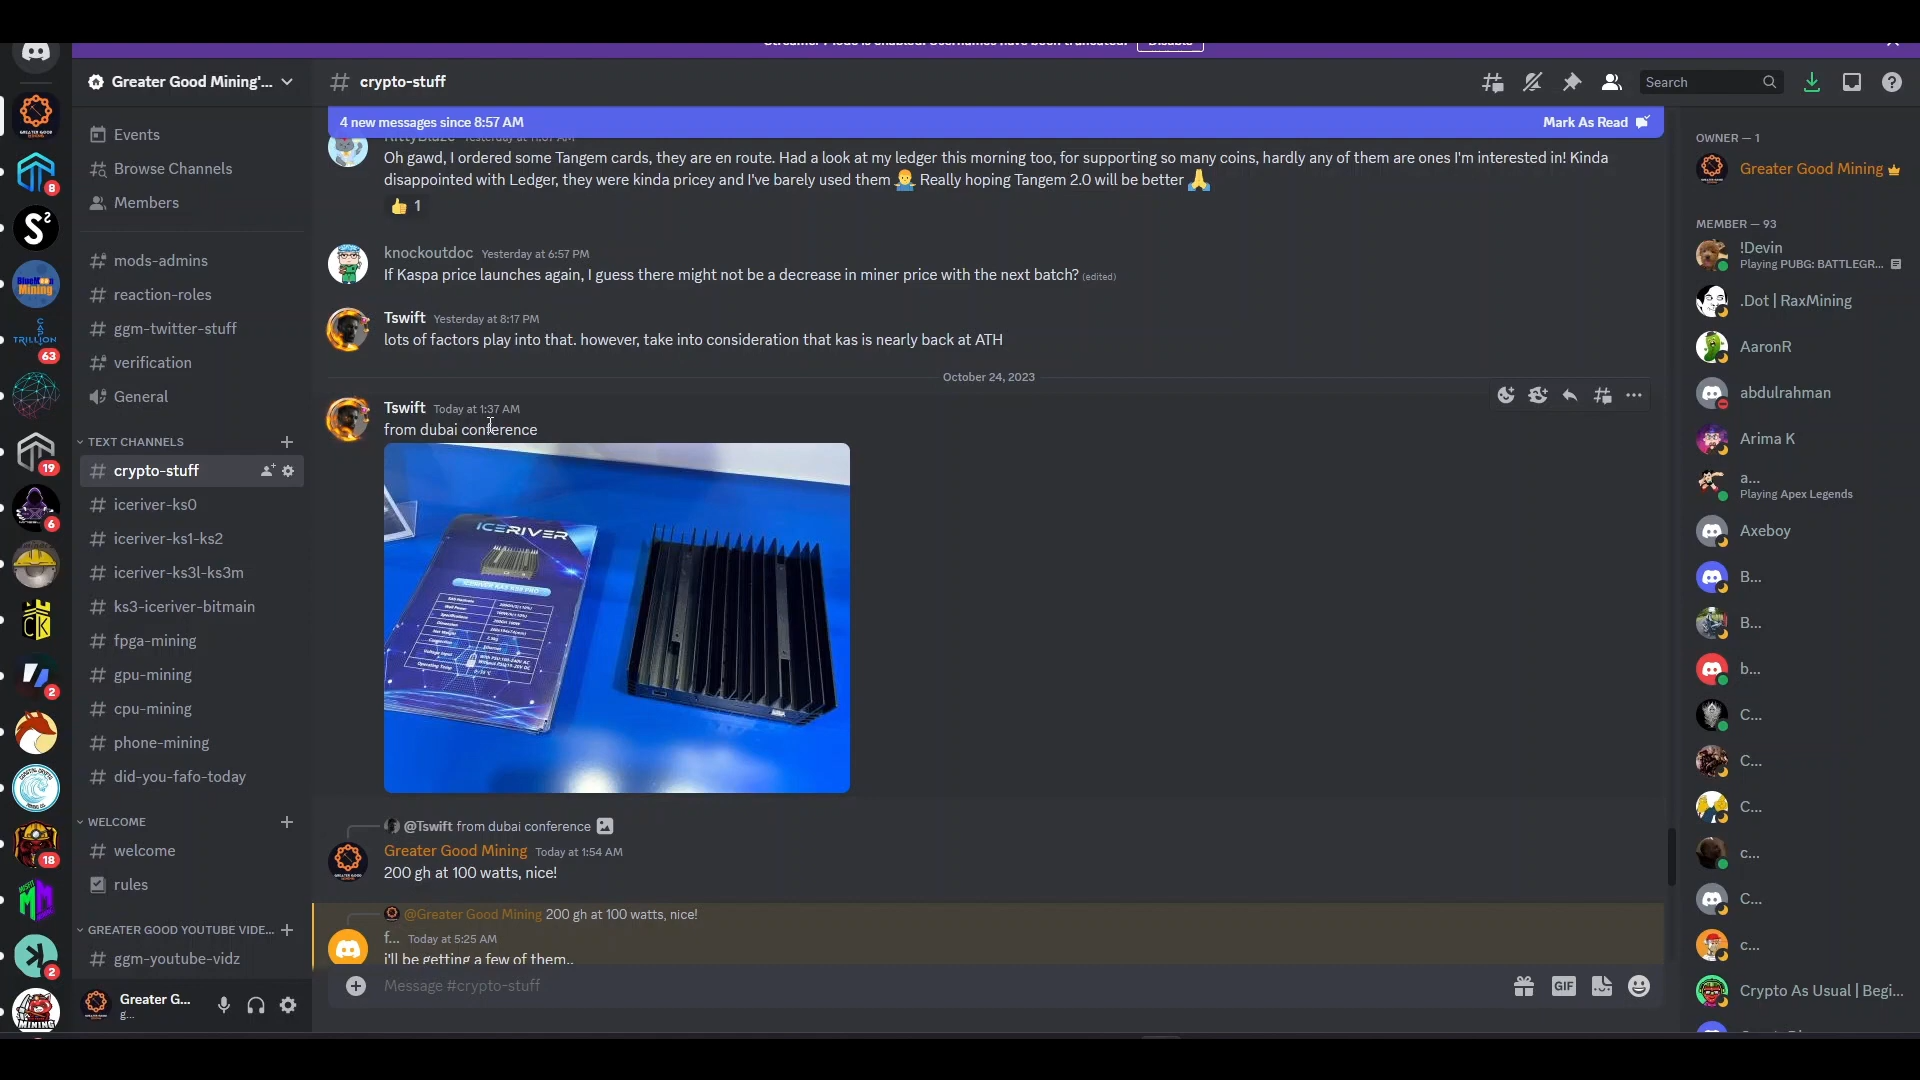 Greater Good Mining'...
Events
Browse Channels
Members
mods-admins
reaction-roles
ggm-twitter-stuff
verification
General
TEXT CHANNELS
crypto-stuff
iceriver-ks0
iceriver-ks1-ks2
iceriver-ks3l-ks3m
ks3-iceriver-bitmain
fpga-mining
gpu-mining
cpu-mining
phone-mining
did-you-fafo-today
WELCOME
welcome
rules
GREATER GOOD YOUTUBE VIDE...
ggm-youtube-vidz
Greater G...
g...
8
63
19
6
2
18
2
# crypto-stuff
Search
4 new messages since 8:57 AM
Mark As Read
Oh gawd, I ordered some Tangem cards, they are en route. Had a look at my ledger this morning too, for supporting so many coins, hardly any of them are ones I'm interested in! Kinda
disappointed with Ledger, they were kinda pricey and I've barely used them 🤷‍♂️ Really hoping Tangem 2.0 will be better 🙏
👍 1
knockoutdoc Yesterday at 6:57 PM
If Kaspa price launches again, I guess there might not be a decrease in miner price with the next batch? (edited)
Tswift Yesterday at 8:17 PM
lots of factors play into that. however, take into consideration that kas is nearly back at ATH
October 24, 2023
Tswift Today at 1:37 AM
from dubai conference
ICERIVER
@Tswift from dubai conference
Greater Good Mining Today at 1:54 AM
200 gh at 100 watts, nice!
@Greater Good Mining 200 gh at 100 watts, nice!
f... Today at 5:25 AM
i'll be getting a few of them..
Message #crypto-stuff
GIF
OWNER — 1
Greater Good Mining
MEMBER — 93
!Devin
Playing PUBG: BATTLEGR...
.Dot | RaxMining
AaronR
abdulrahman
Arima K
a...
Playing Apex Legends
Axeboy
B...
B...
b...
C...
C...
C...
c...
C...
c...
Crypto As Usual | Begi...